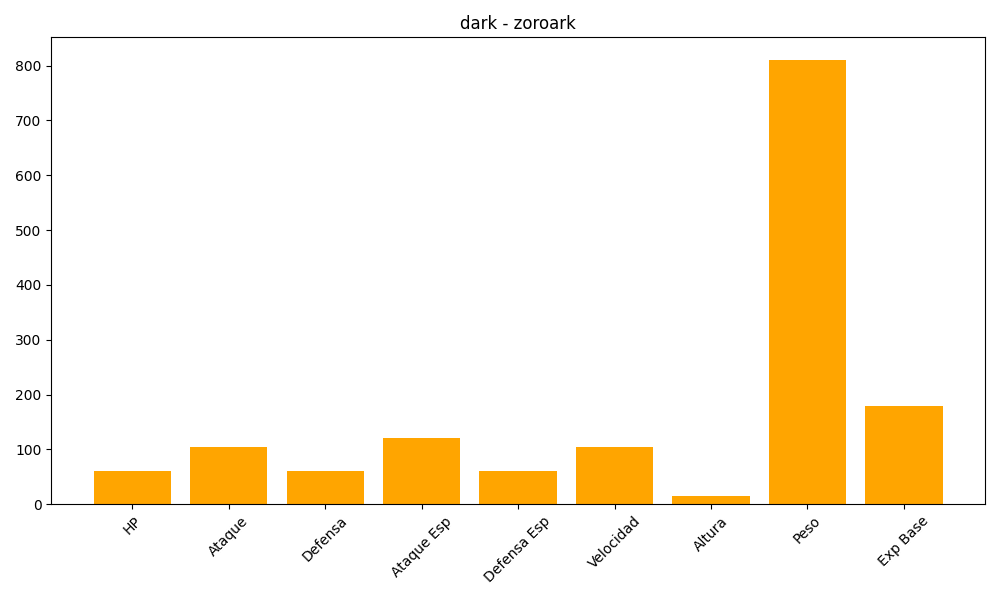 dark - zoroark
800
700
600
500
400
300
200
100
0
HP
Ataque
Defensa
Ataque Esp
Defensa Esp
Velocidad
Altura
Peso
Exp Base